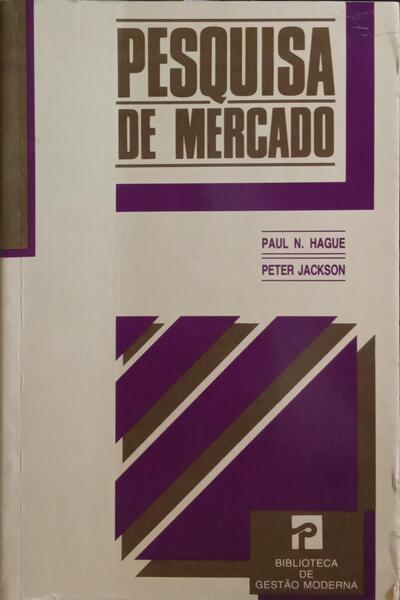 PESQUISA
DE MERCADO
PAUL N. HAGUE
PETER JACKSON
BIBLIOTECA
DE
GESTÃO MODERNA